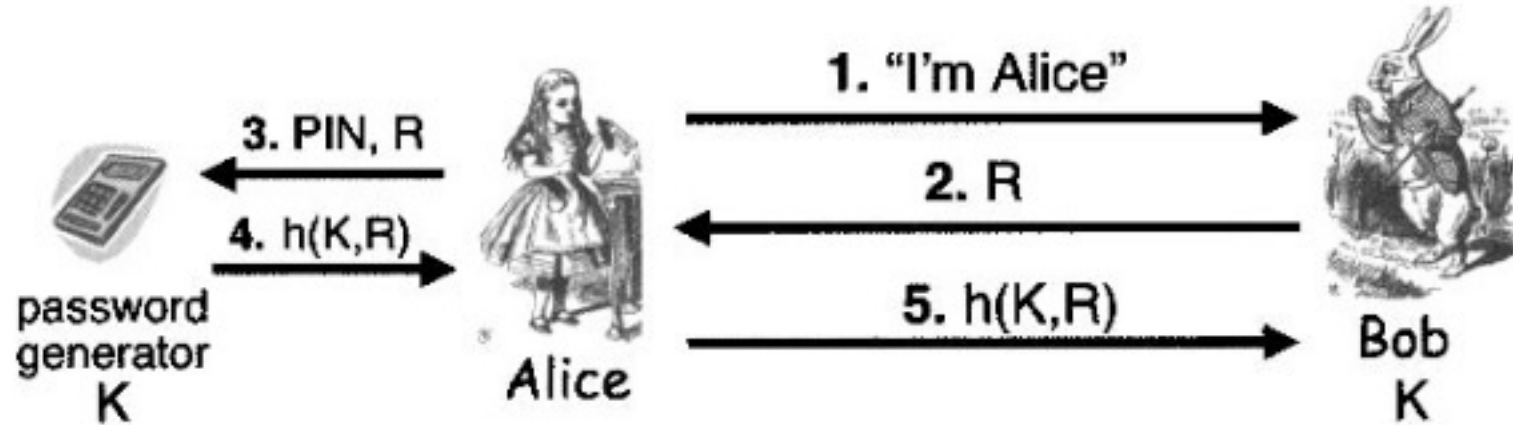 1. "I'm Alice"
3. PIN, R
2. R
4. h(K,R)
5. h(K,R)
password
generator
K
Alice
Bob
K